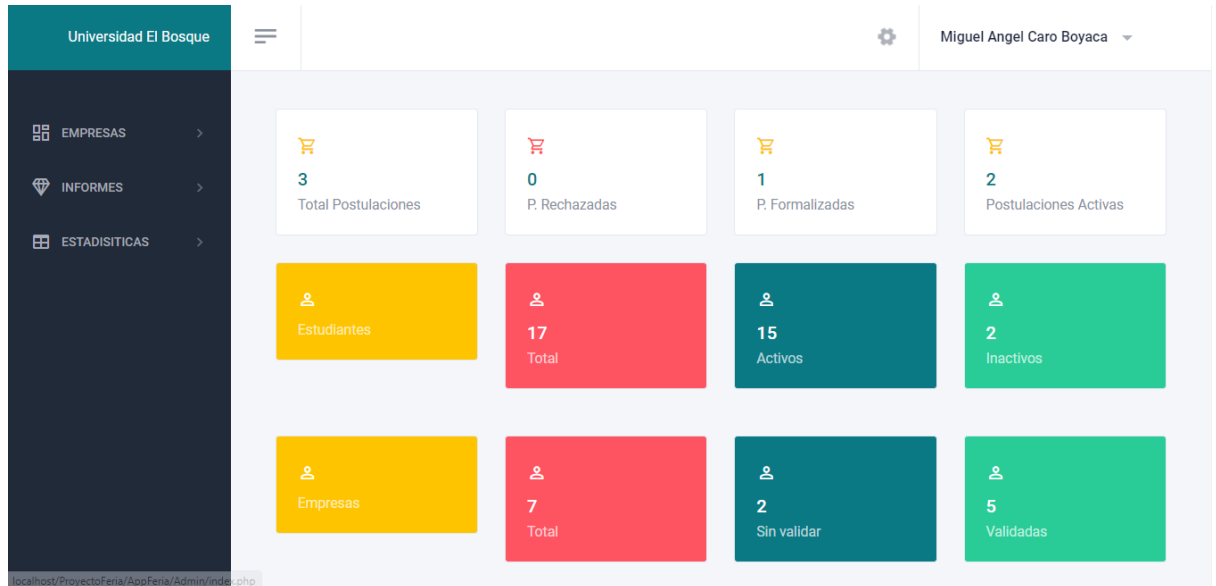 Universidad El Bosque
Miguel Angel Caro Boyaca
EMPRESAS
INFORMES
ESTADISITICAS
3
Total Postulaciones
0
P. Rechazadas
1
P. Formalizadas
2
Postulaciones Activas
Estudiantes
17
Total
15
Activos
2
Inactivos
Empresas
7
Total
2
Sin validar
5
Validadas
localhost/ProyectoFeria/AppFeria/Admin/index.php